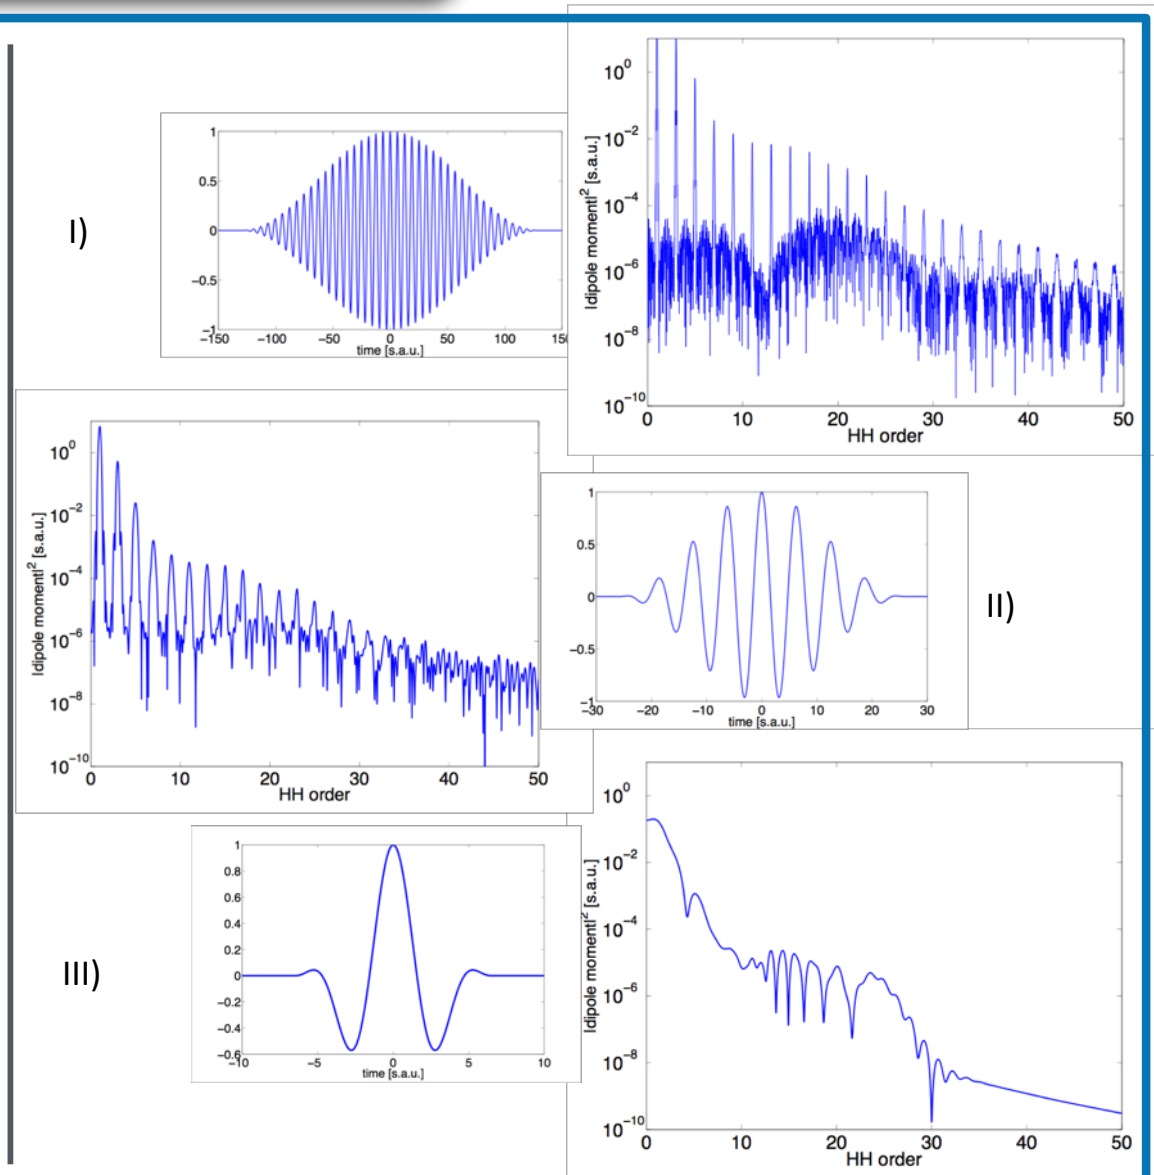 I)
1
0.5
0
−0.5
−1
−150 −100 −50 0 50 100 150
time [s.a.u.]
|dipole moment|² [s.a.u.]
10⁰
10⁻²
10⁻⁴
10⁻⁶
10⁻⁸
10⁻¹⁰
0 10 20 30 40 50
HH order
|dipole moment|² [s.a.u.]
10⁰
10⁻²
10⁻⁴
10⁻⁶
10⁻⁸
10⁻¹⁰
0 10 20 30 40 50
HH order
1
0.5
0
−0.5
−1
−30 −20 −10 0 10 20 30
time [s.a.u.]
II)
III)
1
0.8
0.6
0.4
0.2
0
−0.2
−0.4
−0.6
−10 −5 0 5 10
time [s.a.u.]
|dipole moment|² [s.a.u.]
10⁰
10⁻²
10⁻⁴
10⁻⁶
10⁻⁸
10⁻¹⁰
0 10 20 30 40 50
HH order